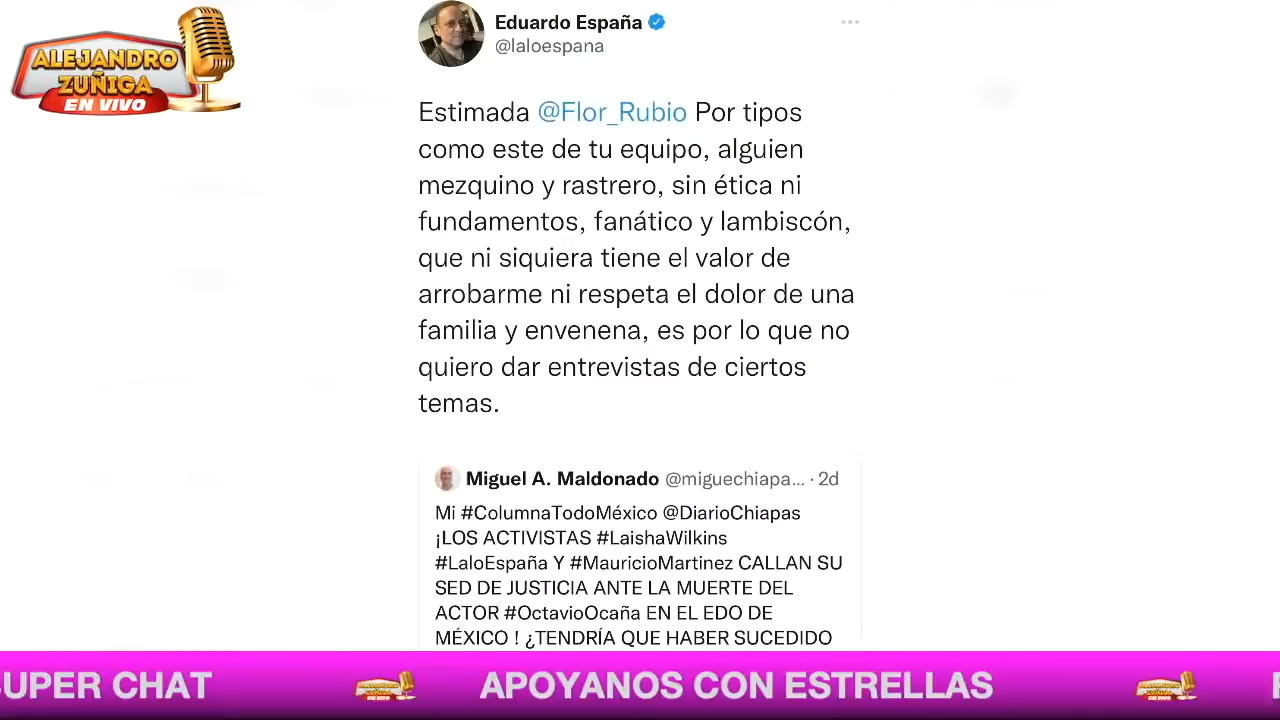 ALEJANDRO
ZUÑIGA
EN VIVO
Eduardo España
@laloespana
Estimada @Flor_Rubio Por tipos
como este de tu equipo, alguien
mezquino y rastrero, sin ética ni
fundamentos, fanático y lambiscón,
que ni siquiera tiene el valor de
arrobarme ni respeta el dolor de una
familia y envenena, es por lo que no
quiero dar entrevistas de ciertos
temas.
Miguel A. Maldonado @miguechiapa... · 2d
Mi #ColumnaTodoMéxico @DiarioChiapas
¡LOS ACTIVISTAS #LaishaWilkins
#LaloEspaña Y #MauricioMartinez CALLAN SU
SED DE JUSTICIA ANTE LA MUERTE DEL
ACTOR #OctavioOcaña EN EL EDO DE
MÉXICO ! ¿TENDRÍA QUE HABER SUCEDIDO
SUPER CHAT APOYANOS CON ESTRELLAS